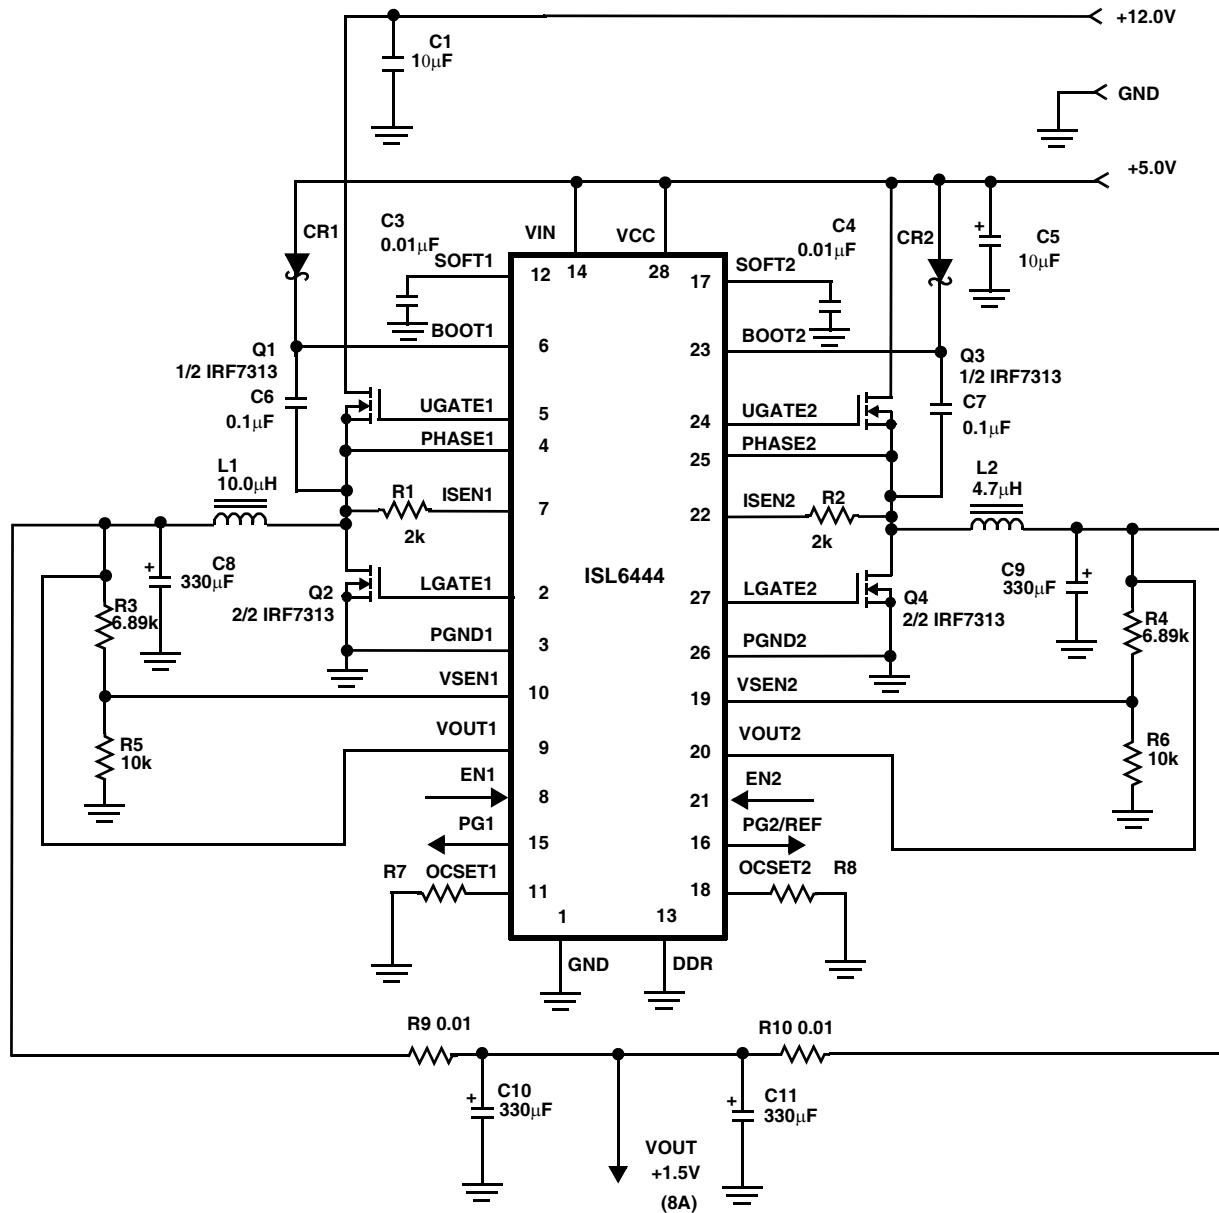 +12.0V
C1
10µF
GND
+5.0V
CR1
C3
0.01µF
VIN
VCC
C4
0.01µF
CR2
+
C5
10µF
SOFT1
12
14
28
17
SOFT2
BOOT1
6
23
BOOT2
Q1
1/2 IRF7313
C6
0.1µF
Q3
1/2 IRF7313
C7
0.1µF
UGATE1
5
24
UGATE2
PHASE1
4
25
PHASE2
L1
10.0µH
R1
ISEN1
7
22
ISEN2
R2
L2
4.7µH
2k
2k
+
C8
330µF
ISL6444
C9
330µF
+
Q2
2/2 IRF7313
LGATE1
2
27
LGATE2
Q4
2/2 IRF7313
R3
6.89k
R4
6.89k
PGND1
3
26
PGND2
VSEN1
10
19
VSEN2
R5
10k
VOUT1
9
20
VOUT2
R6
10k
EN1
8
21
EN2
PG1
15
16
PG2/REF
R7
OCSET1
11
18
OCSET2
R8
1
13
GND
DDR
R9 0.01
R10 0.01
+
C10
330µF
+
C11
330µF
VOUT
+1.5V
(8A)